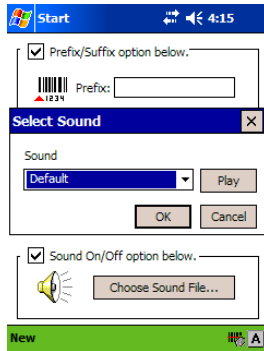 Start 4:15
Prefix/Suffix option below.
1234 Prefix:
Select Sound
Sound
Default Play
OK Cancel
Sound On/Off option below.
Choose Sound File...
New A